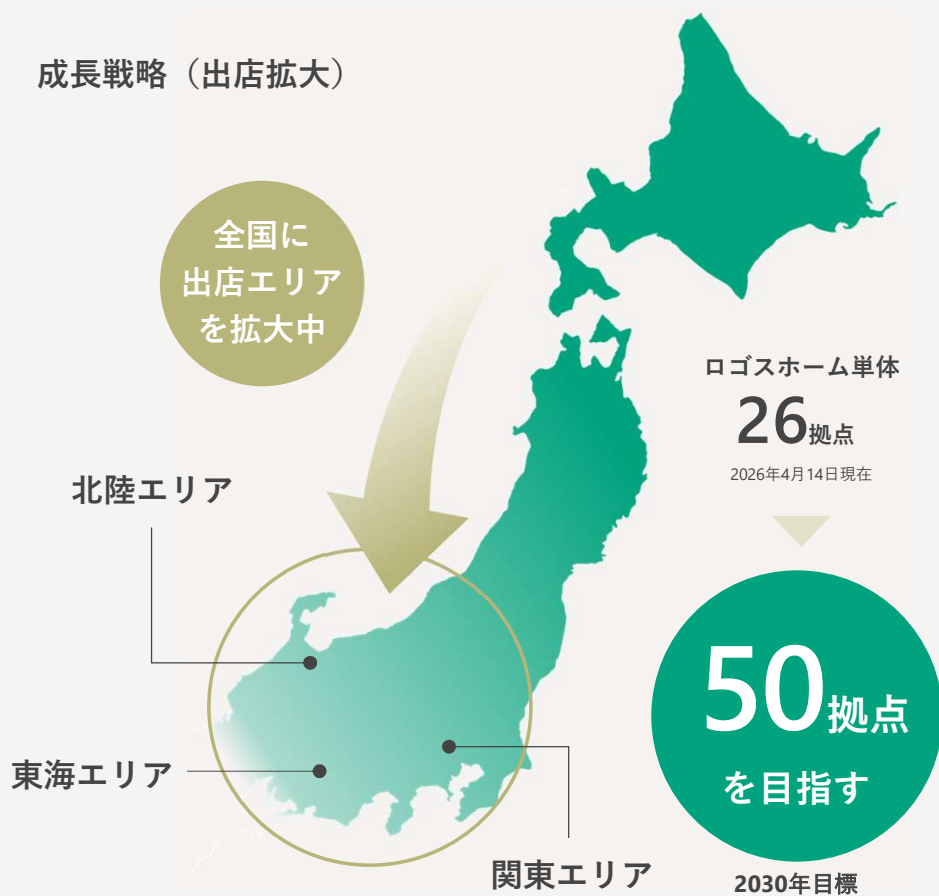 成長戦略（出店拡大）
全国に
出店エリア
を拡大中
ロゴスホーム単体
26拠点
2026年4月14日現在
北陸エリア
50拠点
を目指す
東海エリア
関東エリア
2030年目標